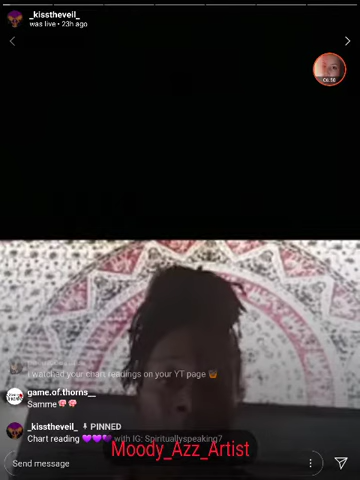 _kisstheveil_
was live • 23h ago
I watched your chart readings on your YT page
game.of.thorns__
Samme
_kisstheveil_ PINNED
Chart reading 💜💜💜 with IG: Spirituallyspeaking7
Moody_Azz_Artist
Send message